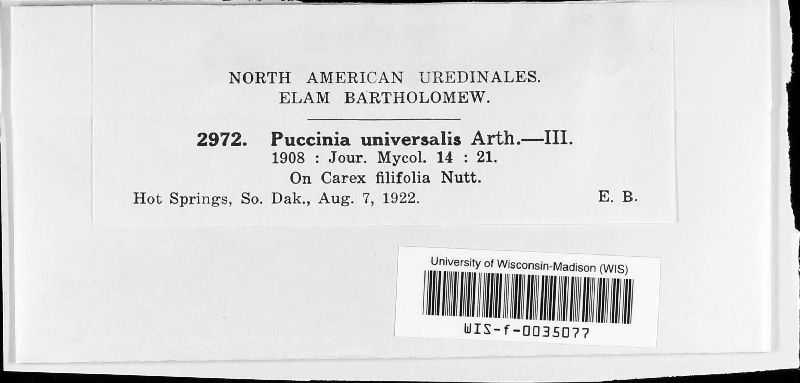 NORTH AMERICAN UREDINALES.
ELAM BARTHOLOMEW.
2972. Puccinia universalis Arth.—III.
1908 : Jour. Mycol. 14 : 21.
On Carex filifolia Nutt.
Hot Springs, So. Dak., Aug. 7, 1922. E. B.
University of Wisconsin-Madison (WIS)
WIS-f-0035077